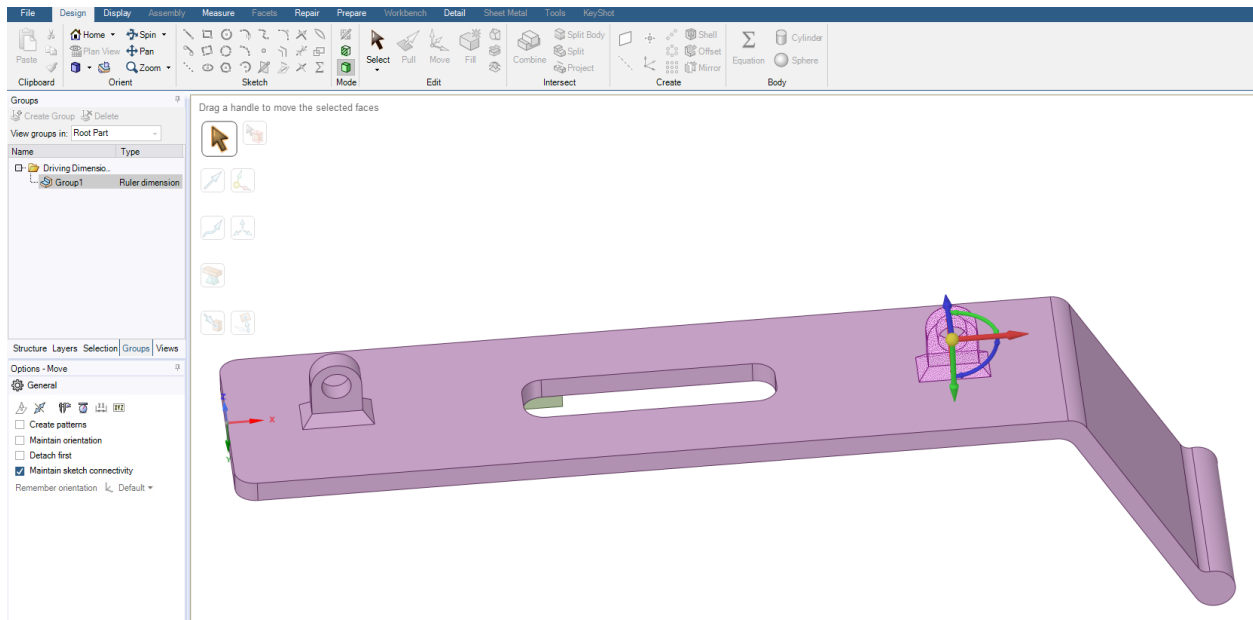 File Design Display Assembly Measure Facets Repair Prepare Workbench Detail Sheet Metal Tools KeyShot
Home Spin Split Body Shell Cylinder
Plan View Pan Split Offset
Paste Select Pull Move Fill Combine Project Mirror Equation Sphere
Zoom
Clipboard Orient Sketch Mode Edit Intersect Create Body
Groups
Create Group Delete
View groups in: Root Part
Name Type
Driving Dimensio..
Group1 Ruler dimension
Structure Layers Selection Groups Views
Options - Move
General
XYZ
Create patterns
Maintain orientation
Detach first
Maintain sketch connectivity
Remember orientation Default
Drag a handle to move the selected faces
Z
X
Y